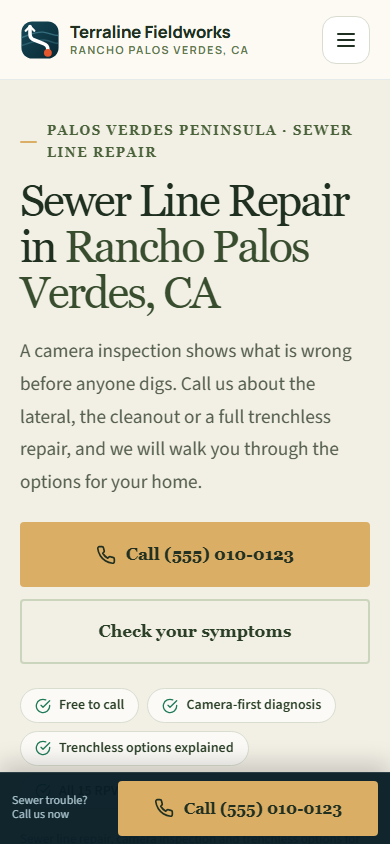 Terraline Fieldworks
RANCHO PALOS VERDES, CA
PALOS VERDES PENINSULA · SEWER
LINE REPAIR
Sewer Line Repair
in Rancho Palos
Verdes, CA
A camera inspection shows what is wrong
before anyone digs. Call us about the
lateral, the cleanout or a full trenchless
repair, and we will walk you through the
options for your home.
Call (555) 010-0123
Check your symptoms
Free to call
Camera-first diagnosis
Trenchless options explained
Sewer trouble?
Call us now
Call (555) 010-0123